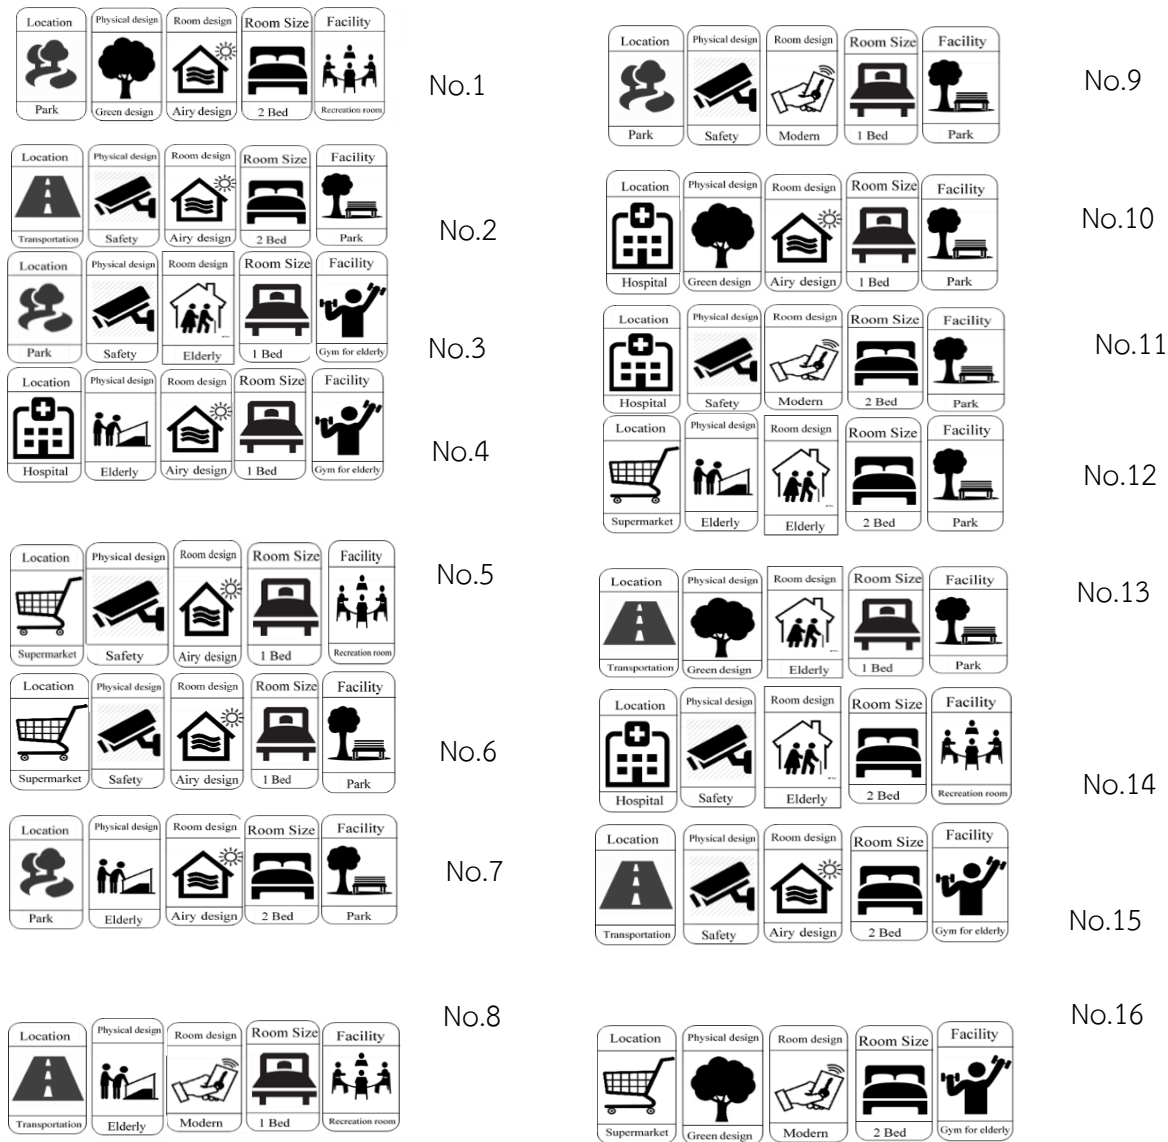 Location Physical design Room design Room Size Facility
Park Green design Airy design 2 Bed Recreation room
No.1
Location Physical design Room design Room Size Facility
Transportation Safety Airy design 2 Bed Park
No.2
Location Physical design Room design Room Size Facility
Park Safety Elderly 1 Bed Gym for elderly
No.3
Location Physical design Room design Room Size Facility
Hospital Elderly Airy design 1 Bed Gym for elderly
No.4
Location Physical design Room design Room Size Facility
Supermarket Safety Airy design 1 Bed Recreation room
No.5
Location Physical design Room design Room Size Facility
Supermarket Safety Airy design 1 Bed Park
No.6
Location Physical design Room design Room Size Facility
Park Elderly Airy design 2 Bed Park
No.7
Location Physical design Room design Room Size Facility
Transportation Elderly Modern 1 Bed Recreation room
No.8
Location Physical design Room design Room Size Facility
Park Safety Modern 1 Bed Park
No.9
Location Physical design Room design Room Size Facility
Hospital Green design Airy design 1 Bed Park
No.10
Location Physical design Room design Room Size Facility
Hospital Safety Modern 2 Bed Park
No.11
Location Physical design Room design Room Size Facility
Supermarket Elderly Elderly 2 Bed Park
No.12
Location Physical design Room design Room Size Facility
Transportation Green design Elderly 1 Bed Park
No.13
Location Physical design Room design Room Size Facility
Hospital Safety Elderly 2 Bed Recreation room
No.14
Location Physical design Room design Room Size Facility
Transportation Safety Airy design 2 Bed Gym for elderly
No.15
Location Physical design Room design Room Size Facility
Supermarket Green design Modern 2 Bed Gym for elderly
No.16